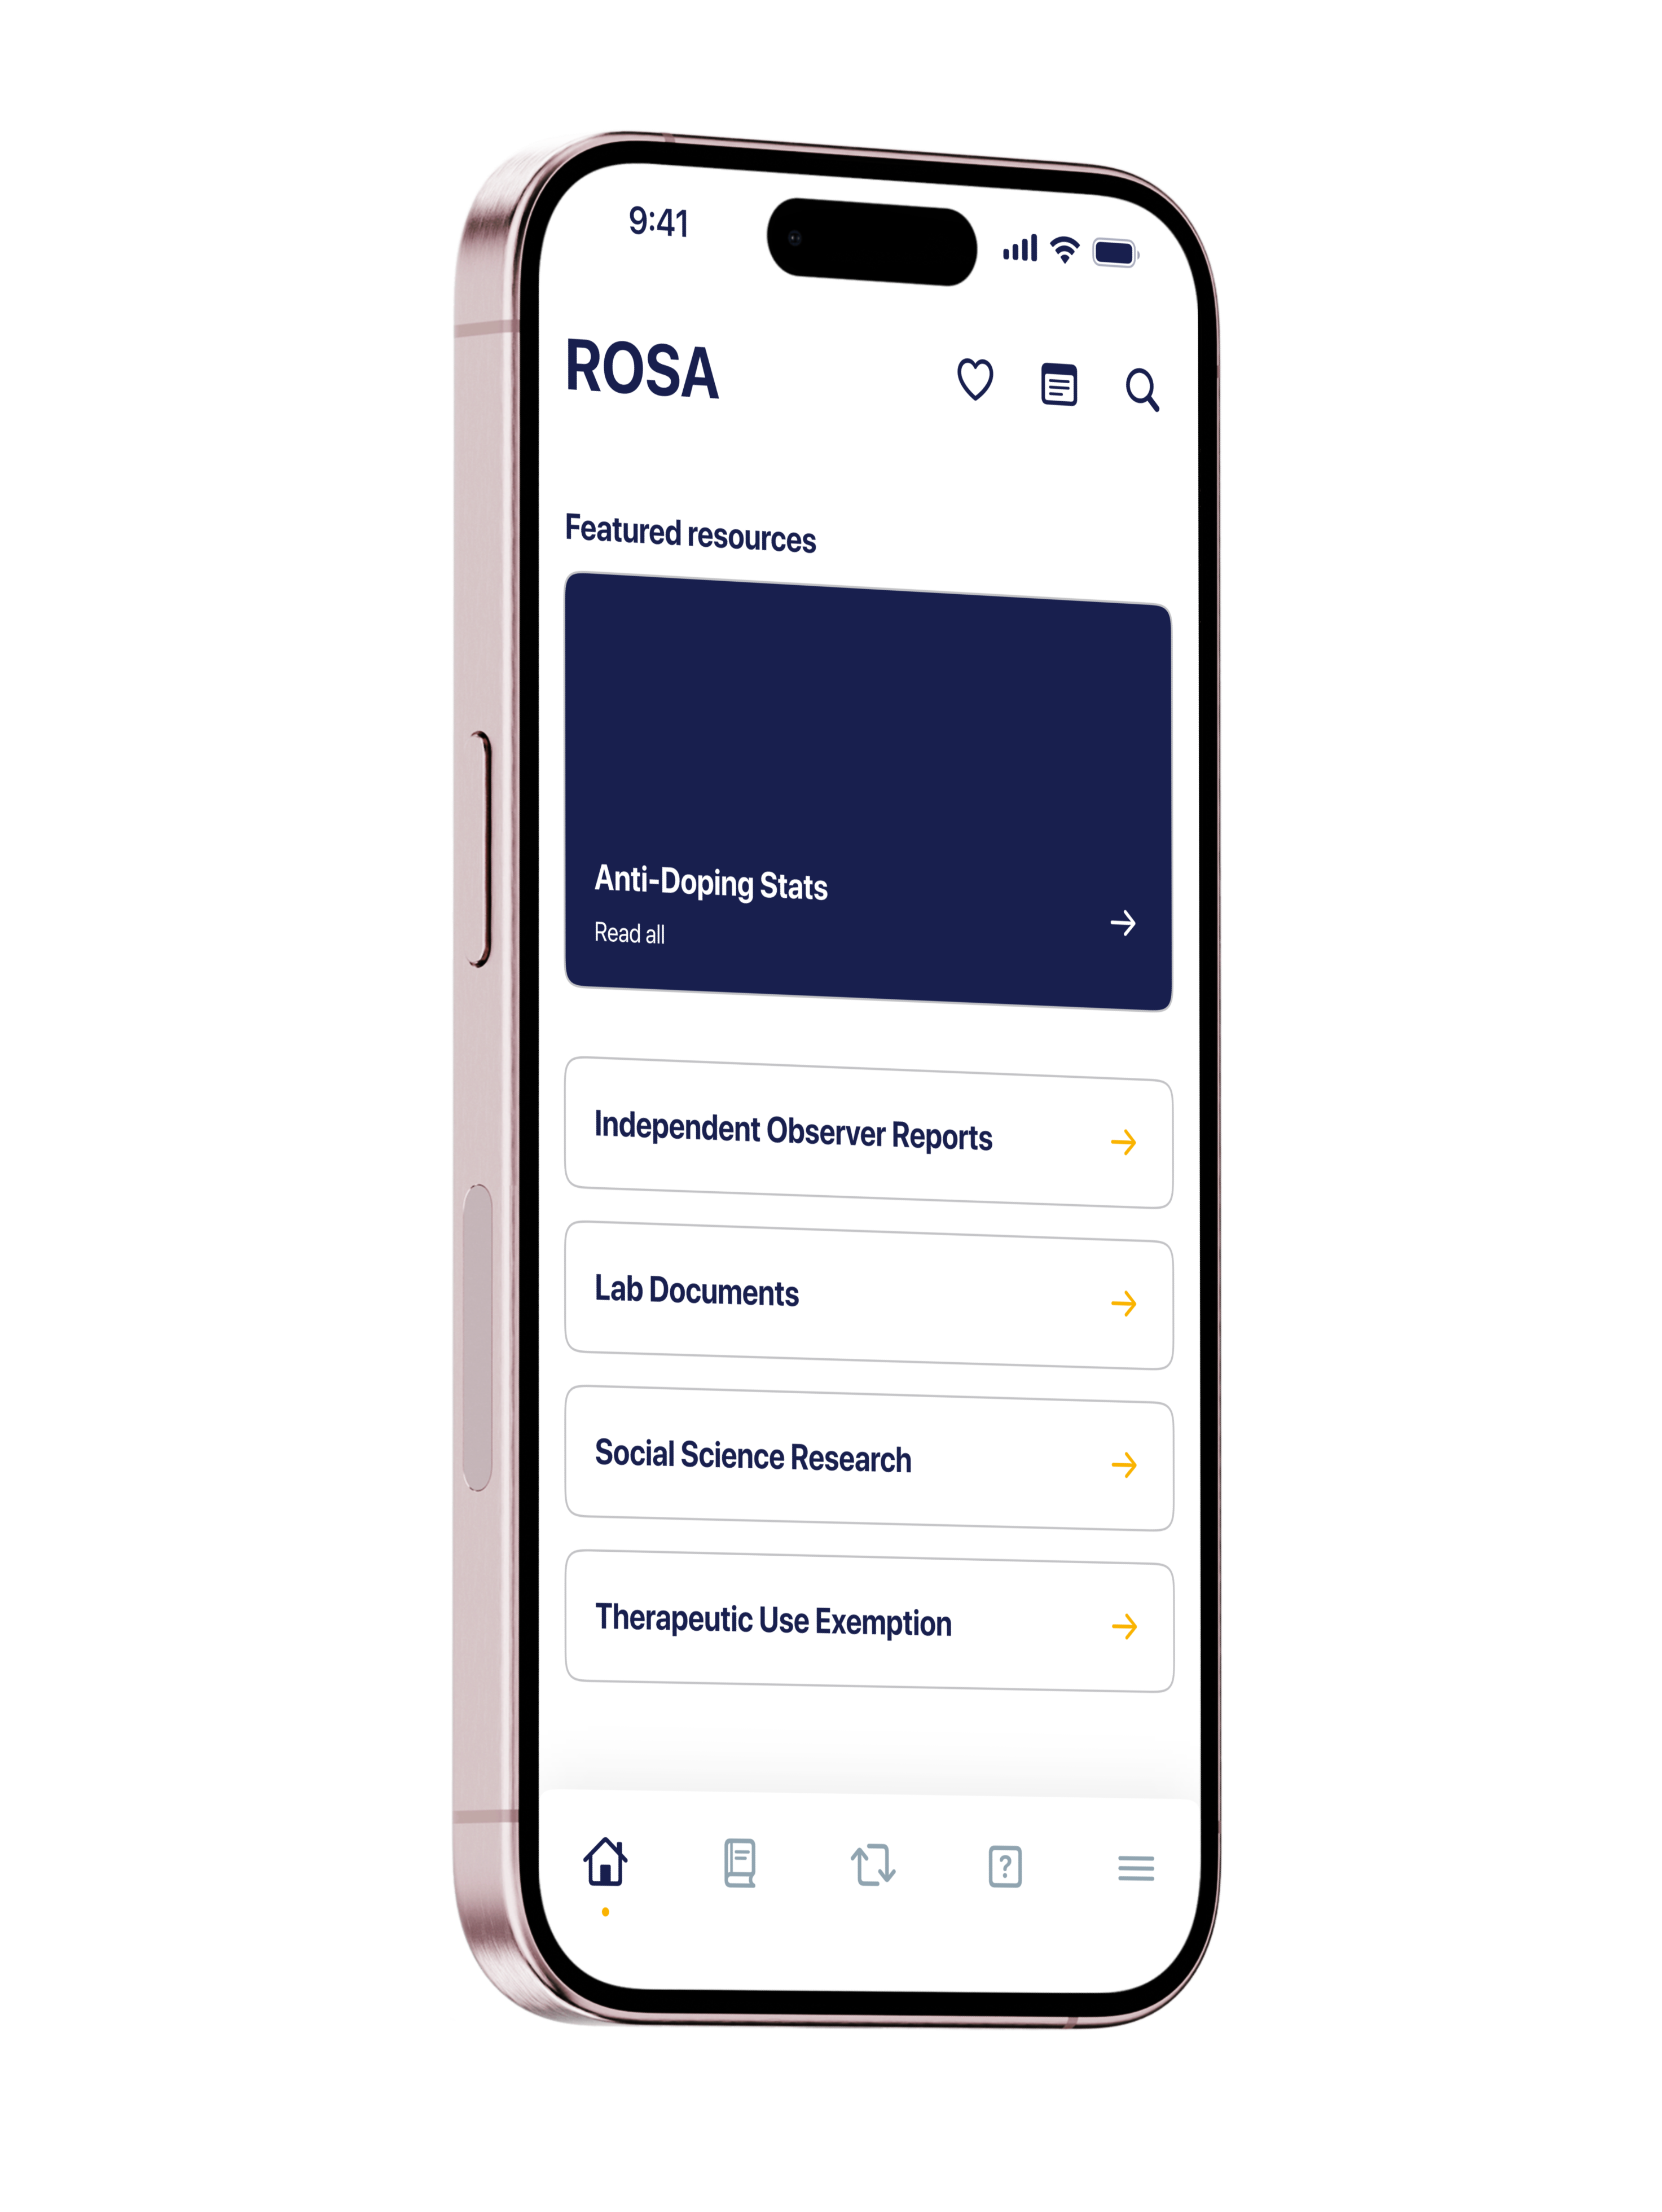 9:41
ROSA
Featured resources
Anti-Doping Stats
Read all
Independent Observer Reports
Lab Documents
Social Science Research
Therapeutic Use Exemption
?